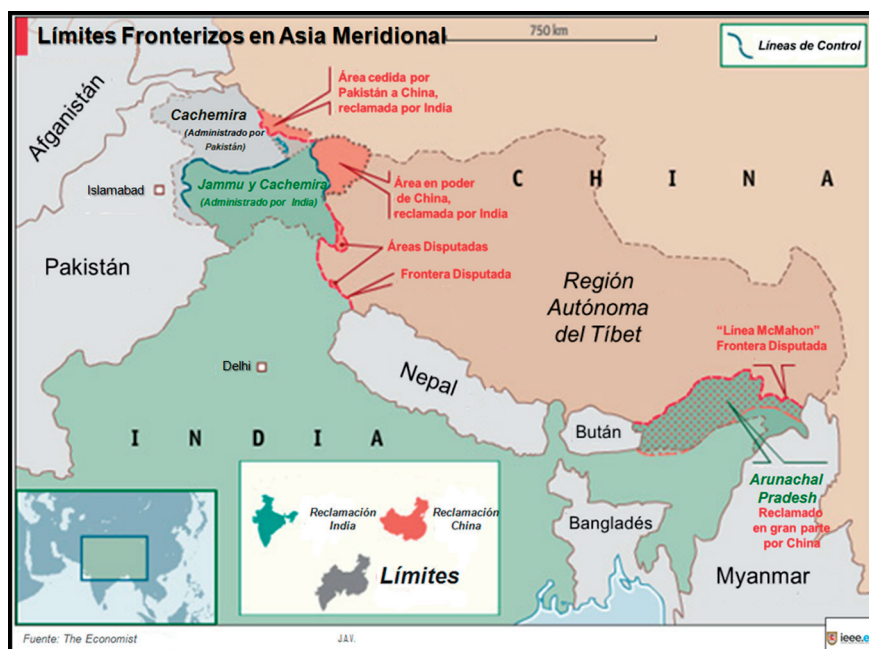 Límites Fronterizos en Asia Meridional
750 km
Líneas de Control
Afganistán
Cachemira
(Administrado por
Pakistán)
Área cedida por
Pakistán a China,
reclamada por India
Islamabad
Jammu y Cachemira
(Administrado por India)
Área en poder
de China,
reclamada por India
C H I N A
Pakistán
Áreas Disputadas
Frontera Disputada
Región
Autónoma
del Tíbet
“Línea McMahon”
Frontera Disputada
Delhi
Nepal
I N D I A
Bután
Arunachal
Pradesh
Reclamado
en gran parte
por China
Reclamación
India
Reclamación
China
Límites
Bangladés
Myanmar
Fuente: The Economist
J.A.V.
ieee.e